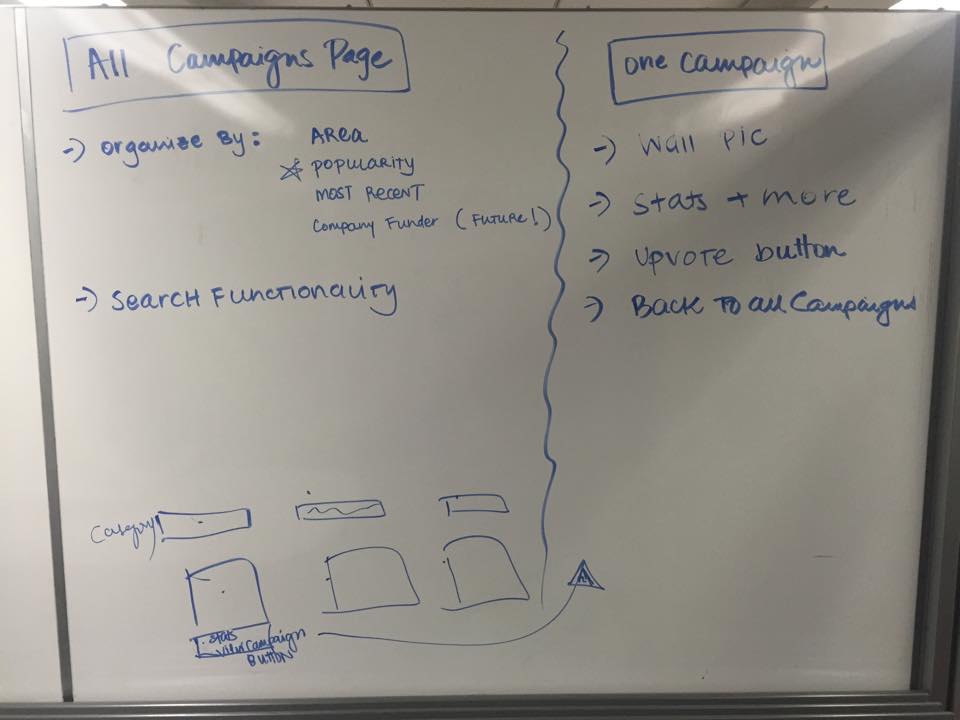 All Campaigns Page
→ Organize By: Area
☆ Popularity
Most Recent
Company Funder (Future!)
→ Search Functionality
Category
Stats
View Campaign
Button
One Campaign
→ Wall Pic
→ Stats + more
→ Upvote button
→ Back to all Campaigns